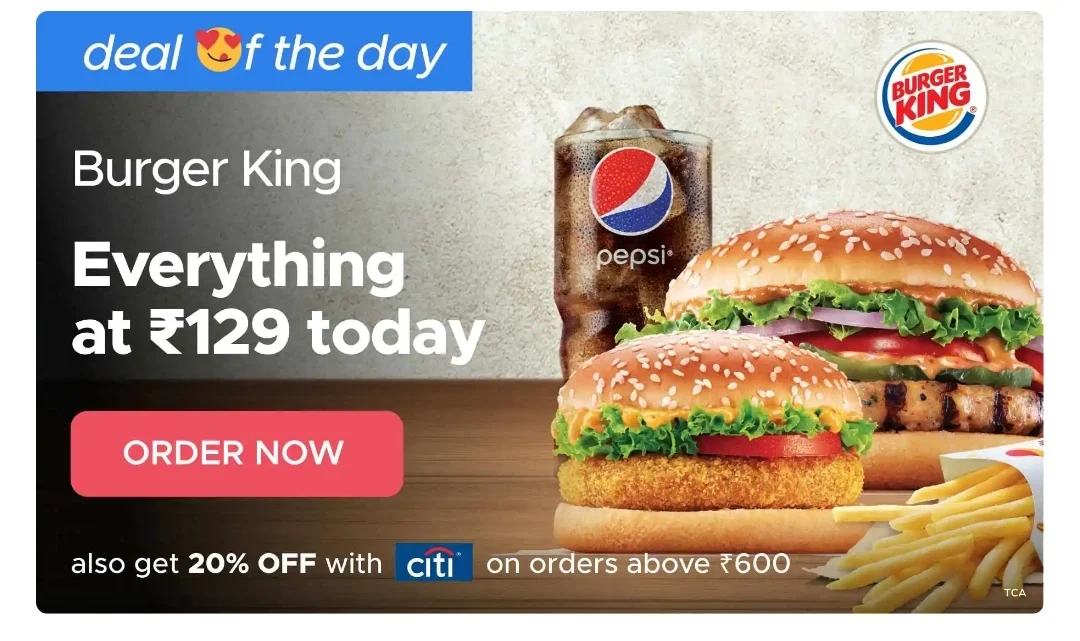 deal 😍f the day
BURGER
KING®
Burger King
Everything
at ₹129 today
pepsi®
ORDER NOW
also get 20% OFF with citi® on orders above ₹600
TCA